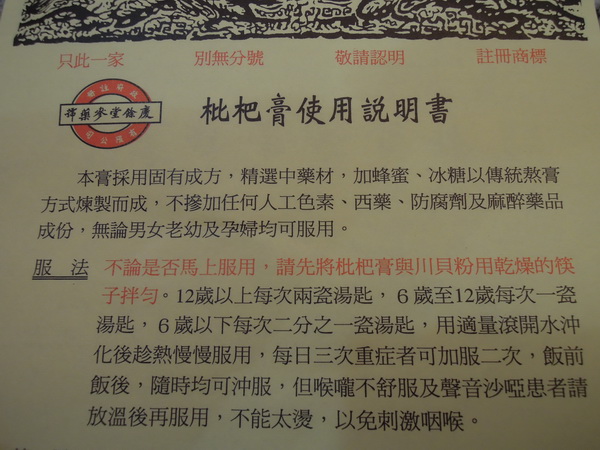 只此一家 別無分號 敬請認明 註冊商標
慶餘堂參藥號
枇杷膏使用說明書
本膏採用固有成方，精選中藥材，加蜂蜜、冰糖以傳統熬膏
方式煉製而成，不摻加任何人工色素、西藥、防腐劑及麻醉藥品
成份，無論男女老幼及孕婦均可服用。
服 法 不論是否馬上服用，請先將枇杷膏與川貝粉用乾燥的筷
子拌勻。12歲以上每次兩瓷湯匙，６歲至12歲每次一瓷
湯匙，６歲以下每次二分之一瓷湯匙，用適量滾開水沖
化後趁熱慢慢服用，每日三次重症者可加服二次，飯前
飯後，隨時均可沖服，但喉嚨不舒服及聲音沙啞患者請
放溫後再服用，不能太燙，以免刺激咽喉。